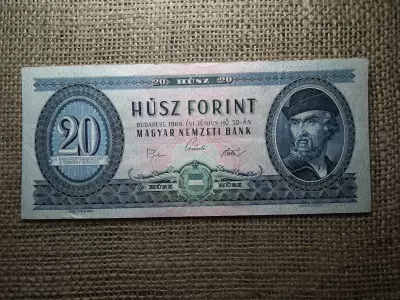 20 HÚSZ 20
HÚSZ FORINT
BUDAPEST, 1969. ÉVI JÚNIUS HÓ 30-ÁN
MAGYAR NEMZETI BANK
20
HÚSZ HÚSZ